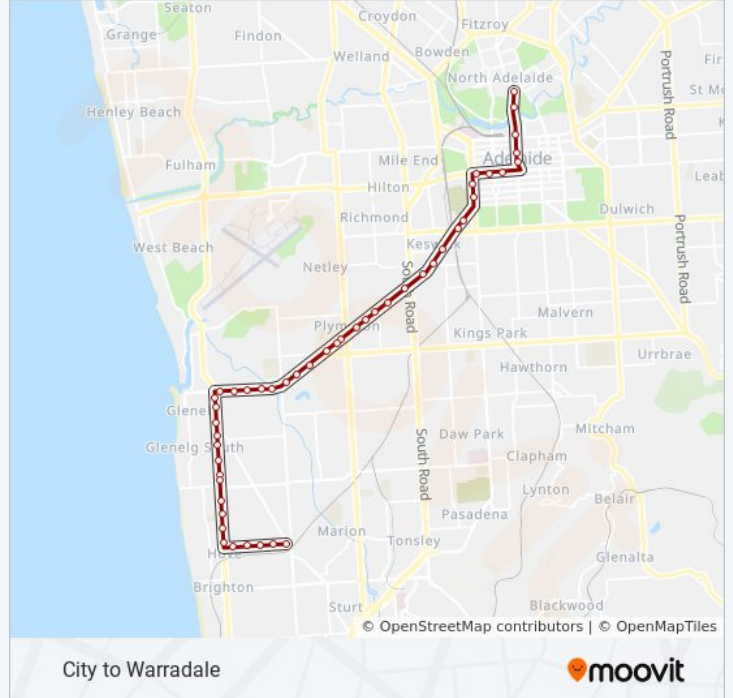 Seaton
Croydon
Fitzroy
Grange
Findon
Bowden
Welland
Portrush Road
Fir
North Adelaide
St Mo
Henley Beach
Mile End
Adelaide
Fulham
Hilton
Leab
Richmond
Dulwich
West Beach
Keswick
Portrush Road
Netley
South Road
Malvern
Plympton
Kings Park
Urrbrae
Hawthorn
Glenelg
Daw Park
Mitcham
Glenelg South
South Road
Clapham
Lynton
Belair
Pasadena
Marion
Tonsley
Hove
Glenalta
Brighton
Sturt
Blackwood
© OpenStreetMap contributors | © OpenMapTiles
City to Warradale
moovit